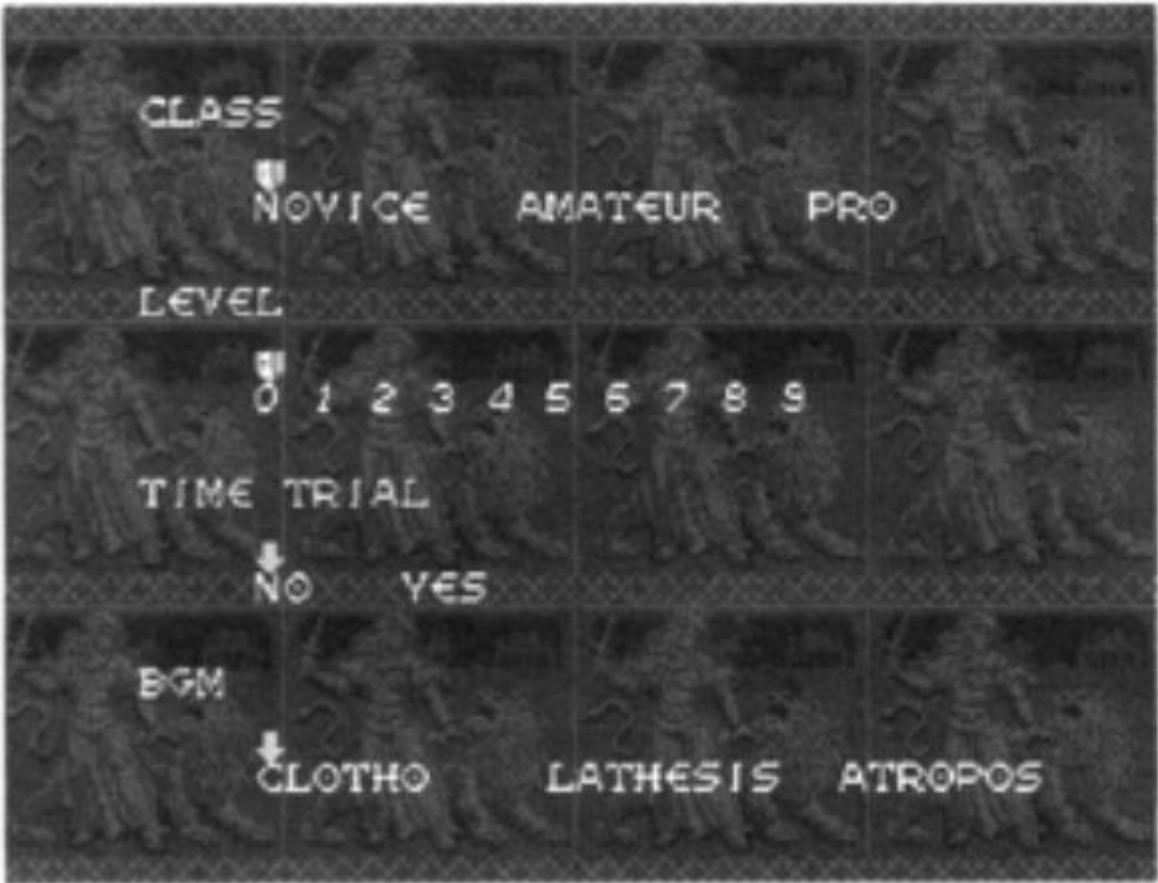 CLASS
NOVICE AMATEUR PRO
LEVEL
0 1 2 3 4 5 6 7 8 9
TIME TRIAL
NO YES
BGM
CLOTHO LATHESIS ATROPOS